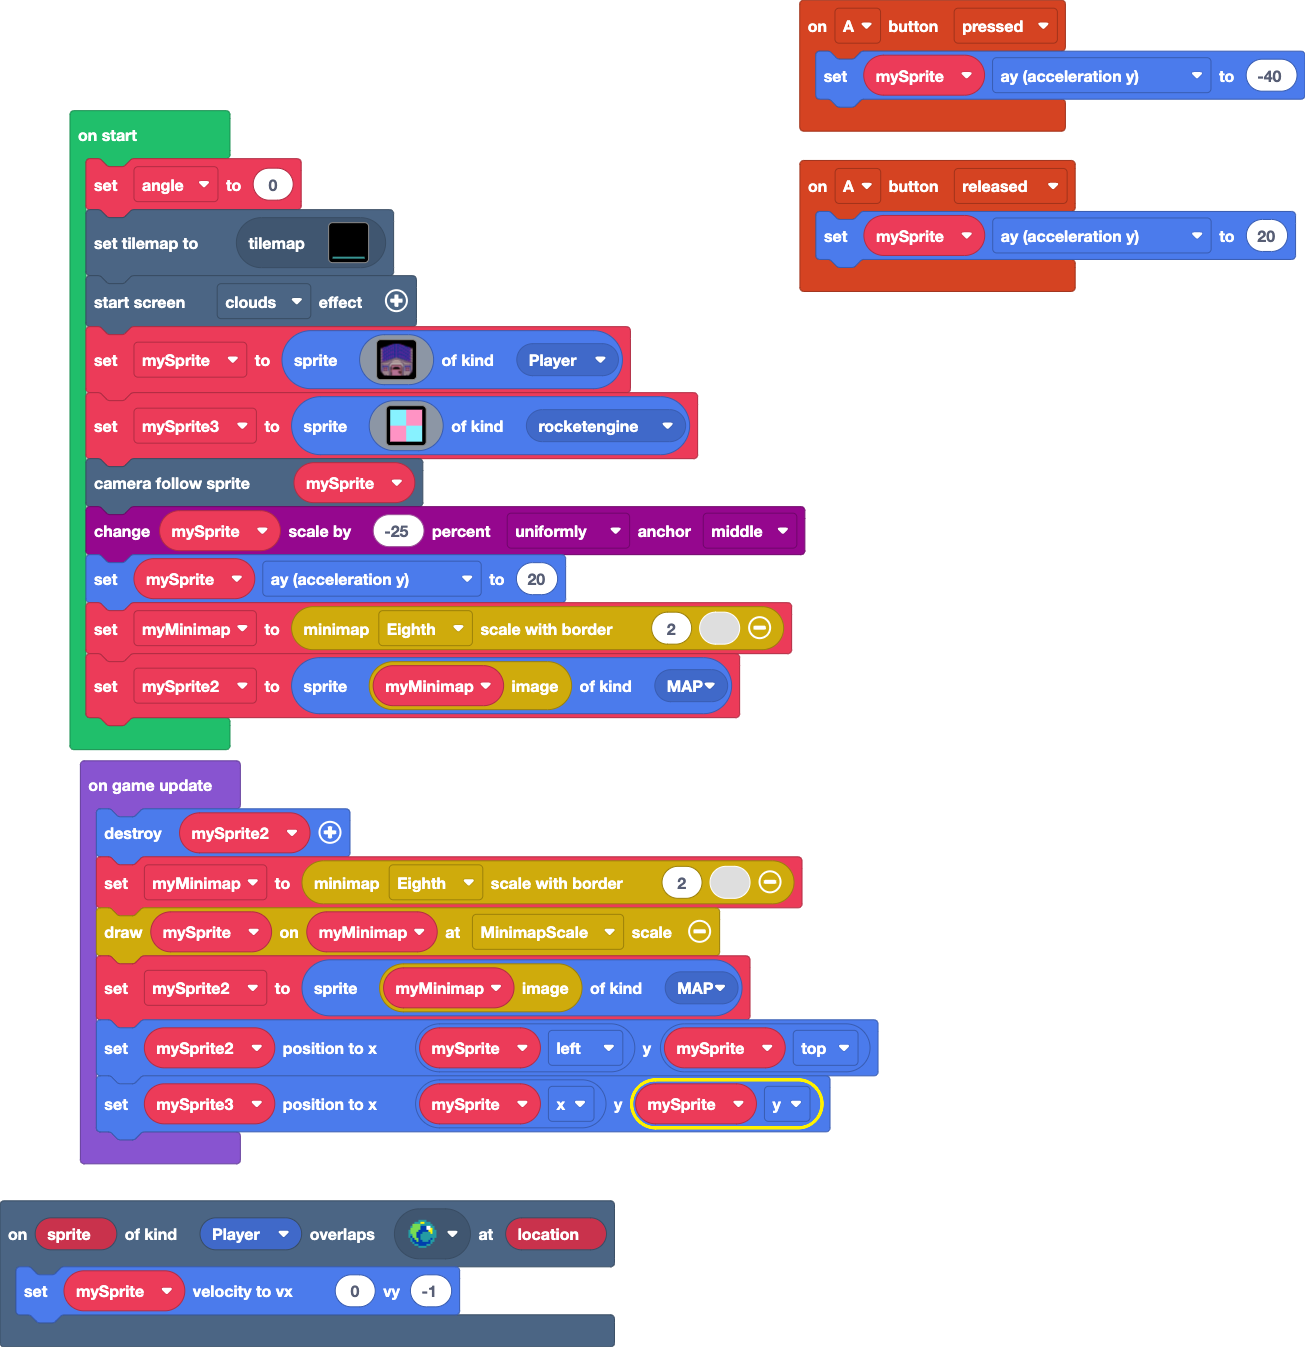 on A button pressed
set mySprite ay (acceleration y) to -40
on A button released
set mySprite ay (acceleration y) to 20
on start
set angle to 0
set tilemap to tilemap
start screen clouds effect
set mySprite to sprite of kind Player
set mySprite3 to sprite of kind rocketengine
camera follow sprite mySprite
change mySprite scale by -25 percent uniformly anchor middle
set mySprite ay (acceleration y) to 20
set myMinimap to minimap Eighth scale with border 2
set mySprite2 to sprite myMinimap image of kind MAP
on game update
destroy mySprite2
set myMinimap to minimap Eighth scale with border 2
draw mySprite on myMinimap at MinimapScale scale
set mySprite2 to sprite myMinimap image of kind MAP
set mySprite2 position to x mySprite left y mySprite top
set mySprite3 position to x mySprite x y mySprite y
on sprite of kind Player overlaps at location
set mySprite velocity to vx 0 vy -1